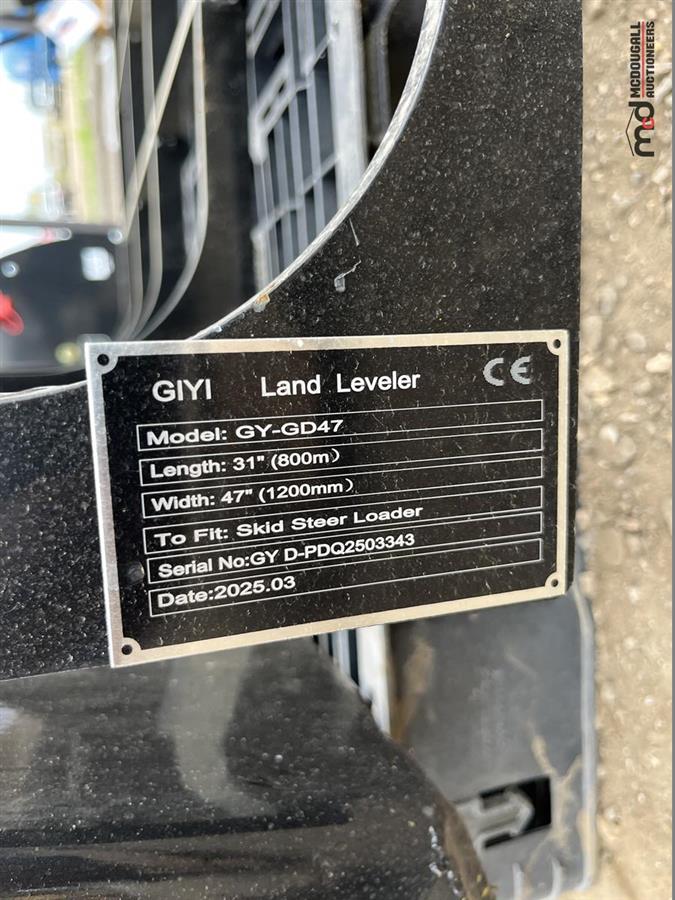 MCDOUGALL
AUCTIONEERS
mcd
GIYI Land Leveler CE
Model: GY-GD47
Length: 31" (800m)
Width: 47" (1200mm)
To Fit: Skid Steer Loader
Serial No:GY D-PDQ2503343
Date:2025.03